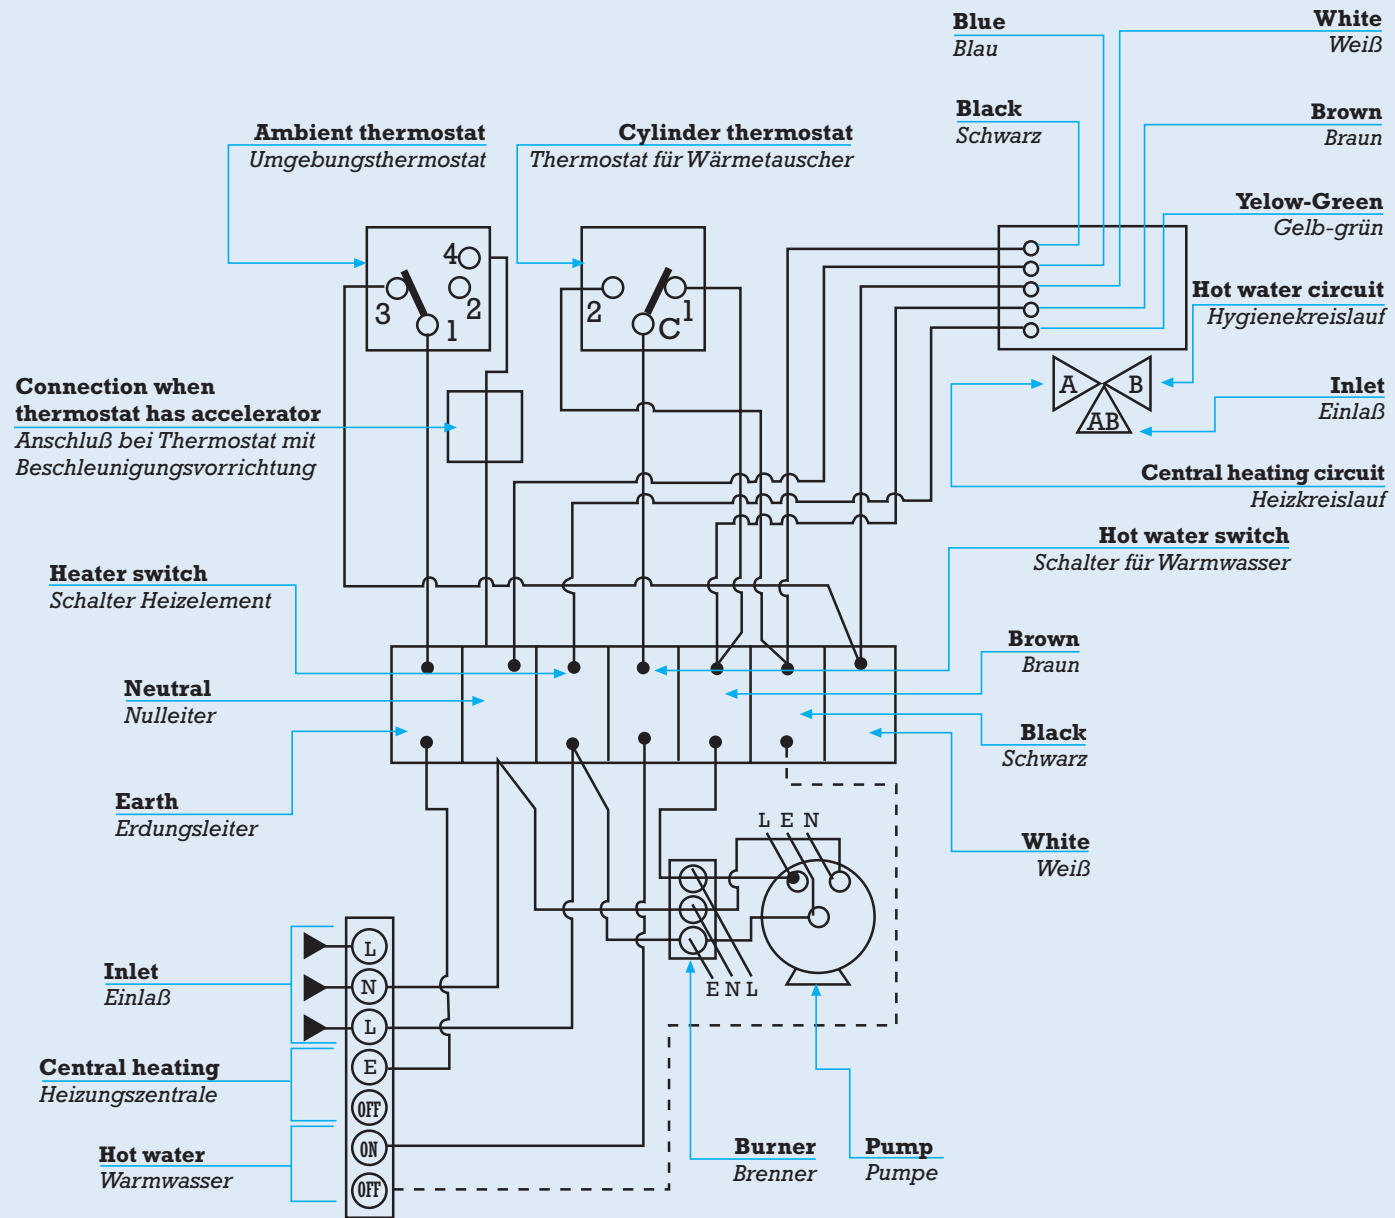 Blue
Blau
White
Weiß
Black
Schwarz
Brown
Braun
Ambient thermostat
Umgebungsthermostat
Cylinder thermostat
Thermostat für Wärmetauscher
Yelow-Green
Gelb-grün
4
3
2
1
2
1
C
Hot water circuit
Hygienekreislauf
A
B
AB
Inlet
Einlaß
Connection when
thermostat has accelerator
Anschluß bei Thermostat mit
Beschleunigungsvorrichtung
Central heating circuit
Heizkreislauf
Hot water switch
Schalter für Warmwasser
Heater switch
Schalter Heizelement
Brown
Braun
Neutral
Nulleiter
Black
Schwarz
Earth
Erdungsleiter
White
Weiß
L E N
E N L
Inlet
Einlaß
L
N
L
E
OFF
ON
OFF
Central heating
Heizungszentrale
Hot water
Warmwasser
Burner
Brenner
Pump
Pumpe